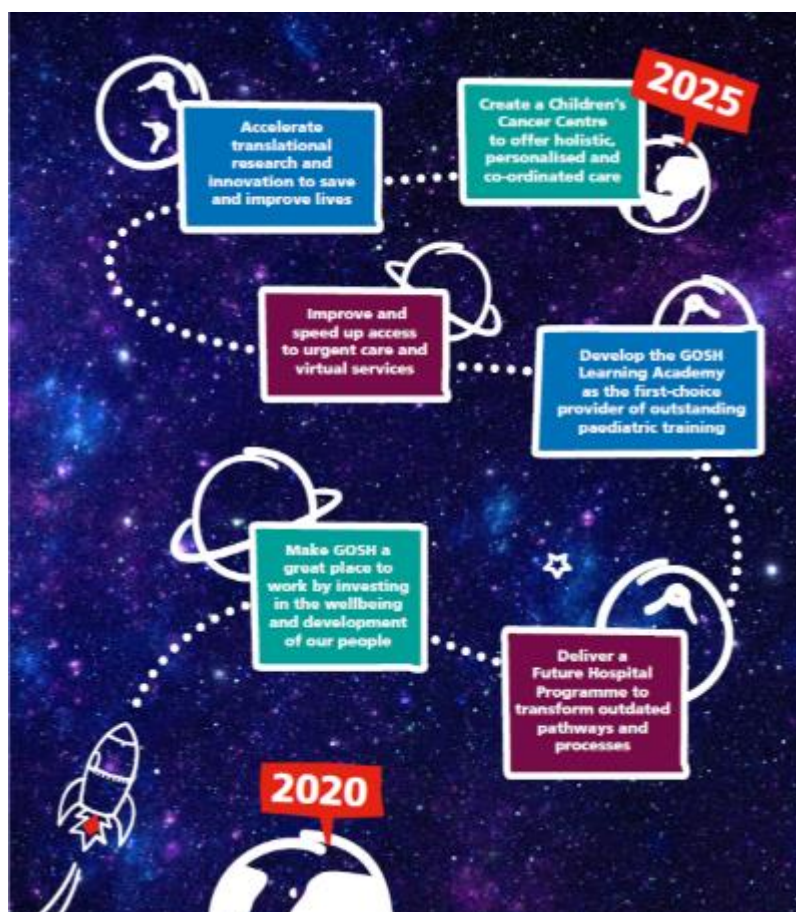 2025
Create a Children's
Cancer Centre
to offer holistic,
personalised and
co-ordinated care
Accelerate
translational
research and
innovation to save
and improve lives
Improve and
speed up access
to urgent care and
virtual services
Develop the GOSH
Learning Academy
as the first-choice
provider of outstanding
paediatric training
Make GOSH a
great place to
work by investing
in the wellbeing
and development
of our people
Deliver a
Future Hospital
Programme to
transform outdated
pathways and
processes
2020